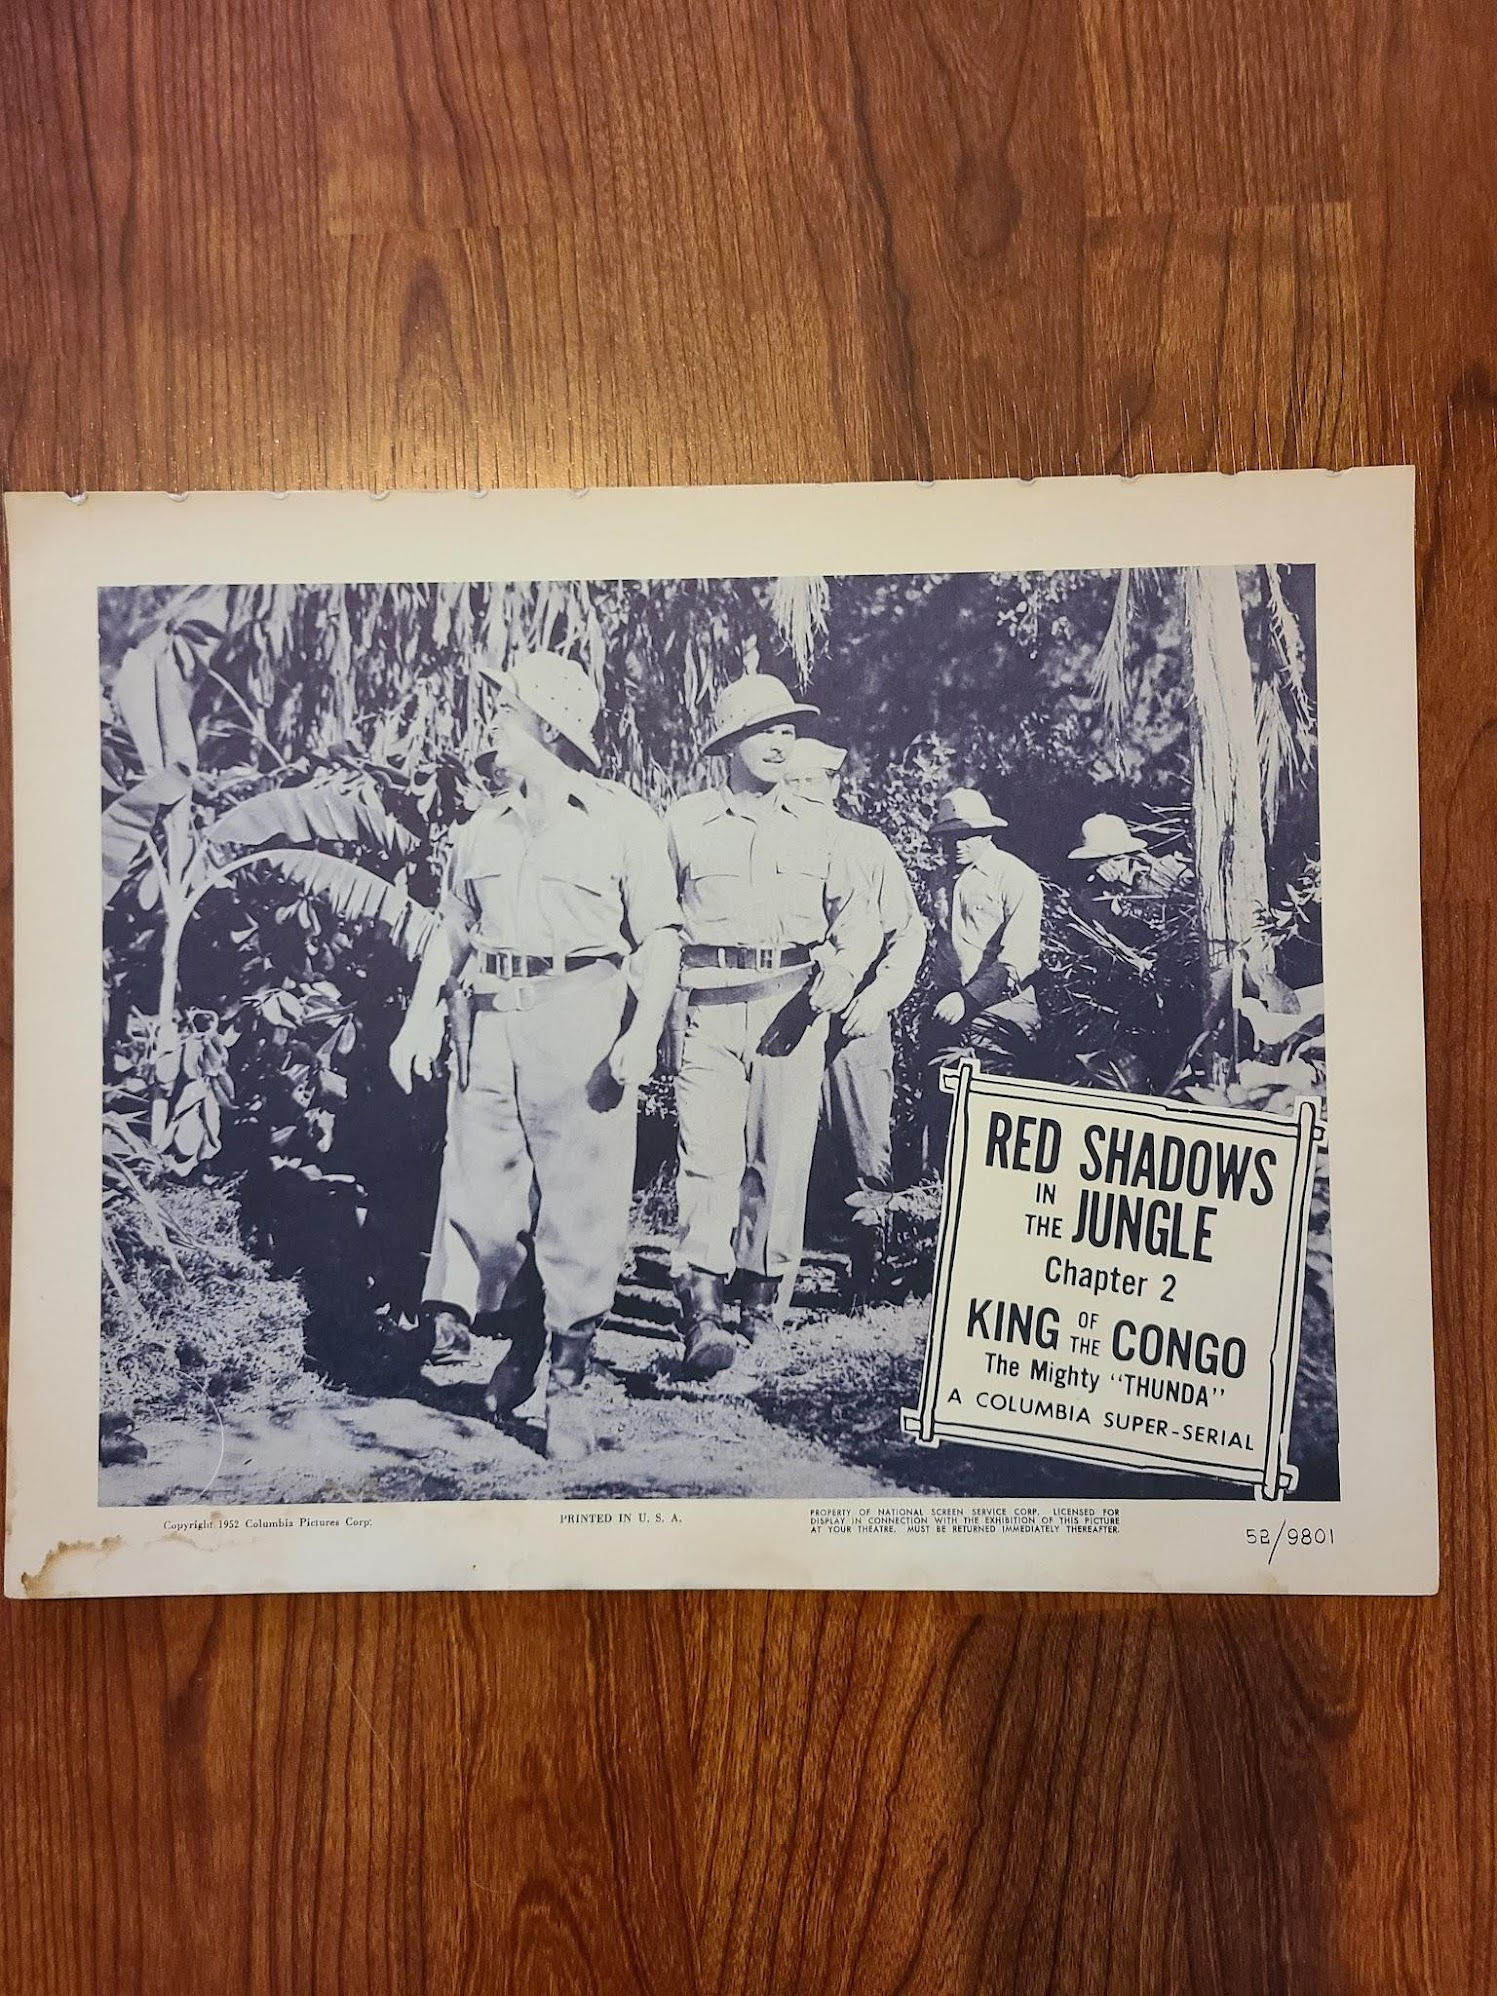 RED SHADOWS
IN
THE JUNGLE
Chapter 2
KING OF THE CONGO
The Mighty "THUNDA"
A COLUMBIA SUPER-SERIAL
Copyright 1952 Columbia Pictures Corp.
PRINTED IN U. S. A.
PROPERTY OF NATIONAL SCREEN SERVICE CORP. LICENSED FOR
DISPLAY IN CONNECTION WITH THE EXHIBITION OF THIS PICTURE
AT YOUR THEATRE. MUST BE RETURNED IMMEDIATELY THEREAFTER.
52/9801